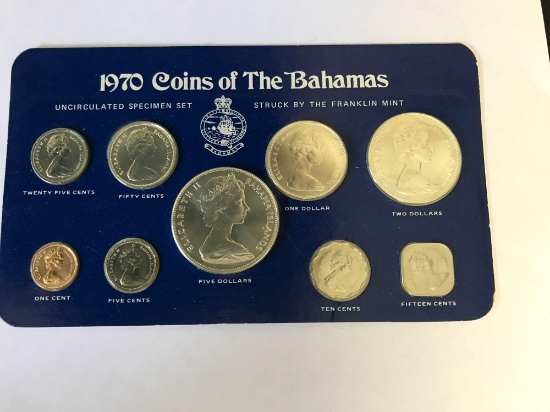 1970 Coins of The Bahamas
UNCIRCULATED SPECIMEN SET
STRUCK BY THE FRANKLIN MINT
TWENTY FIVE CENTS
FIFTY CENTS
ONE DOLLAR
TWO DOLLARS
ELIZABETH II BAHAMA ISLANDS
FIVE DOLLARS
ONE CENT
FIVE CENTS
TEN CENTS
FIFTEEN CENTS